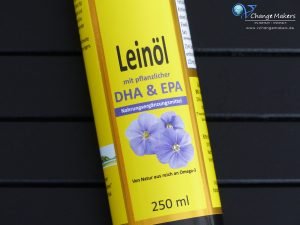 Change Makers
www.changemakers.de
Leinöl
mit pflanzlicher
DHA & EPA
Nahrungsergänzungsmittel
Von Natur aus reich an Omega-3
250 ml